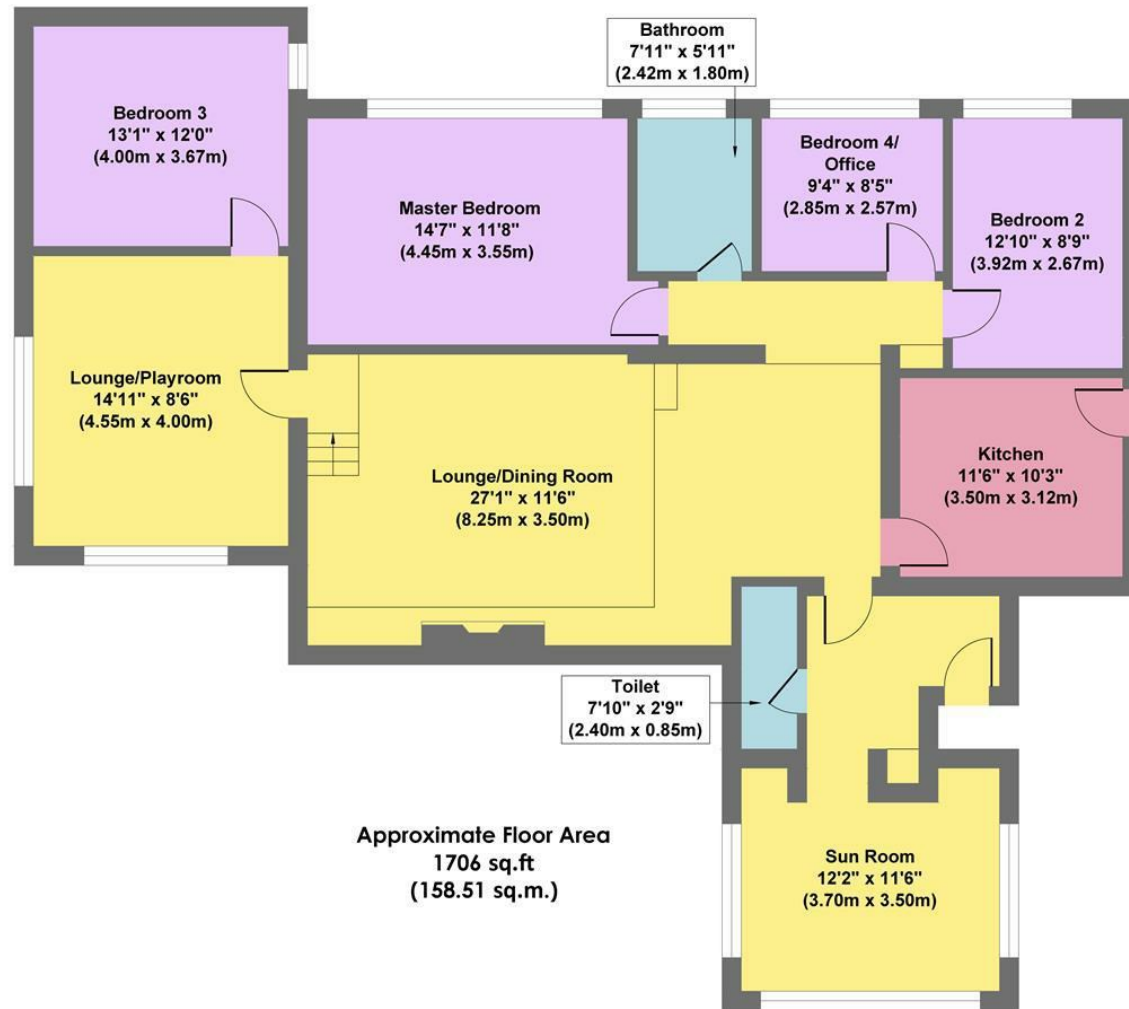 Bathroom
7'11" x 5'11"
(2.42m x 1.80m)
Bedroom 3
13'1" x 12'0"
(4.00m x 3.67m)
Master Bedroom
14'7" x 11'8"
(4.45m x 3.55m)
Bedroom 4/
Office
9'4" x 8'5"
(2.85m x 2.57m)
Bedroom 2
12'10" x 8'9"
(3.92m x 2.67m)
Lounge/Playroom
14'11" x 8'6"
(4.55m x 4.00m)
Lounge/Dining Room
27'1" x 11'6"
(8.25m x 3.50m)
Kitchen
11'6" x 10'3"
(3.50m x 3.12m)
Toilet
7'10" x 2'9"
(2.40m x 0.85m)
Approximate Floor Area
1706 sq.ft
(158.51 sq.m.)
Sun Room
12'2" x 11'6"
(3.70m x 3.50m)